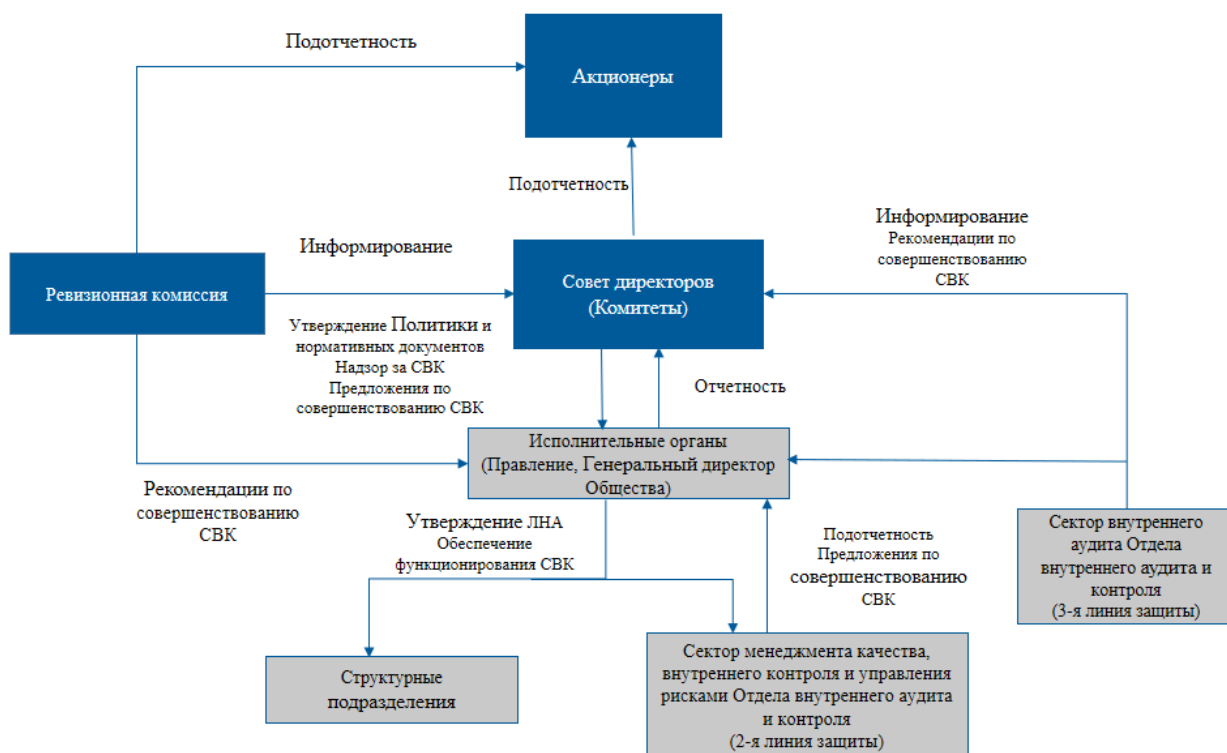 Подотчетность
Акционеры
Подотчетность
Информирование
Рекомендации по
совершенствованию
СВК
Информирование
Ревизионная комиссия
Совет директоров
(Комитеты)
Утверждение Политики и
нормативных документов
Надзор за СВК
Предложения по
совершенствованию СВК
Отчетность
Исполнительные органы
(Правление, Генеральный директор
Общества)
Рекомендации по
совершенствованию
СВК
Утверждение ЛНА
Обеспечение
функционирования СВК
Подотчетность
Предложения по
совершенствованию
СВК
Сектор внутреннего
аудита Отдела
внутреннего аудита и
контроля
(3-я линия защиты)
Структурные
подразделения
Сектор менеджмента качества,
внутреннего контроля и управления
рисками Отдела внутреннего аудита
и контроля
(2-я линия защиты)